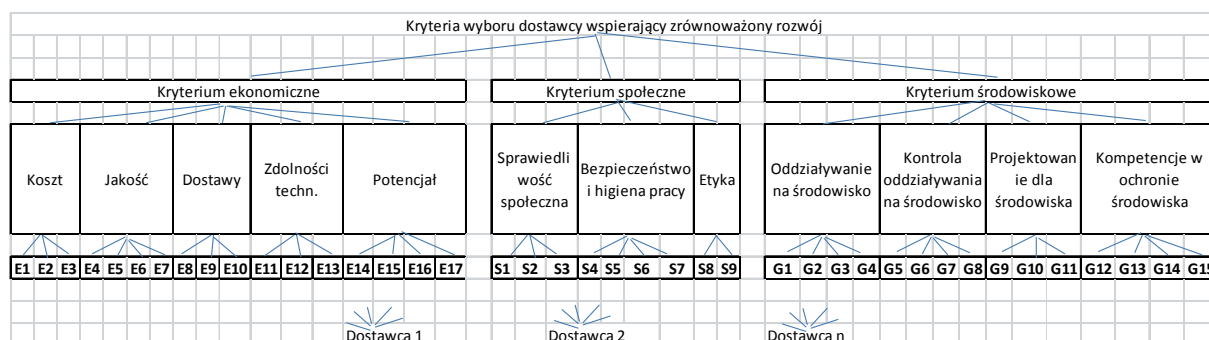 Kryteria wyboru dostawcy wspierający zrównoważony rozwój
Kryterium ekonomiczne
Kryterium społeczne
Kryterium środowiskowe
Koszt
Jakość
Dostawy
Zdolności
techn.
Potencjał
Sprawiedli
wość
społeczna
Bezpieczeństwo
i higiena pracy
Etyka
Oddziaływanie
na środowisko
Kontrola
oddziaływania
na środowisko
Projektowan
ie dla
środowiska
Kompetencje w
ochronie
środowiska
E1 E2 E3 E4 E5 E6 E7 E8 E9 E10 E11 E12 E13 E14 E15 E16 E17
S1 S2 S3 S4 S5 S6 S7 S8 S9
G1 G2 G3 G4 G5 G6 G7 G8 G9 G10 G11 G12 G13 G14 G15
Dostawca 1
Dostawca 2
Dostawca n